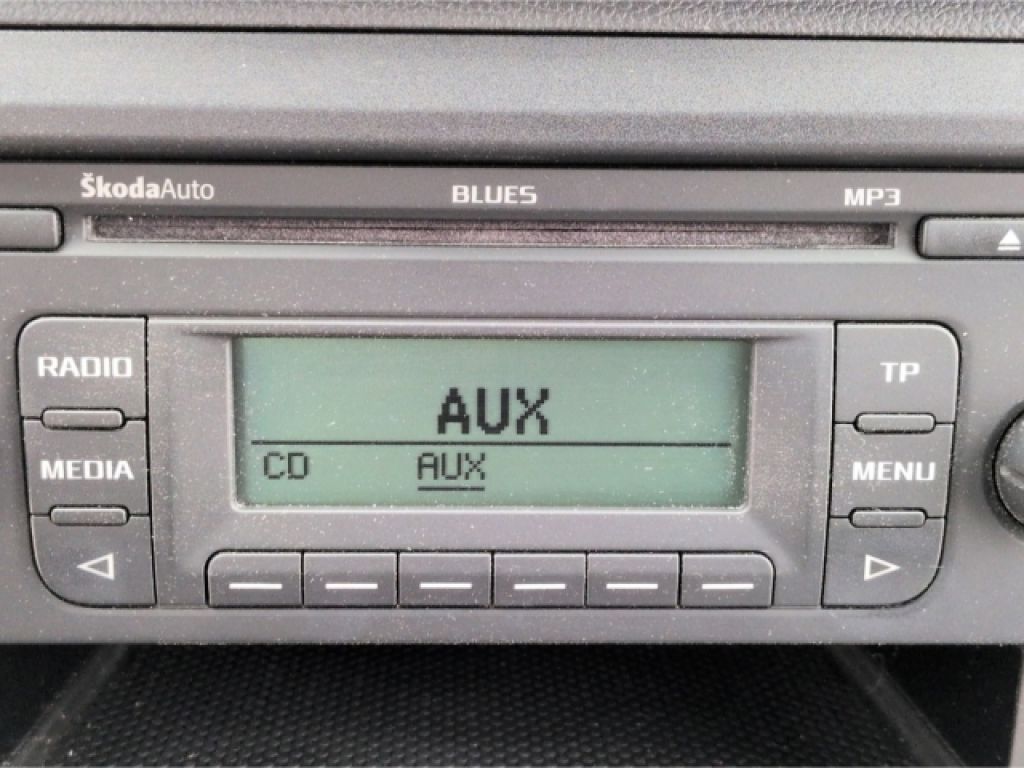 ŠkodaAuto BLUES MP3
RADIO
TP
AUX
MEDIA
CD AUX
MENU